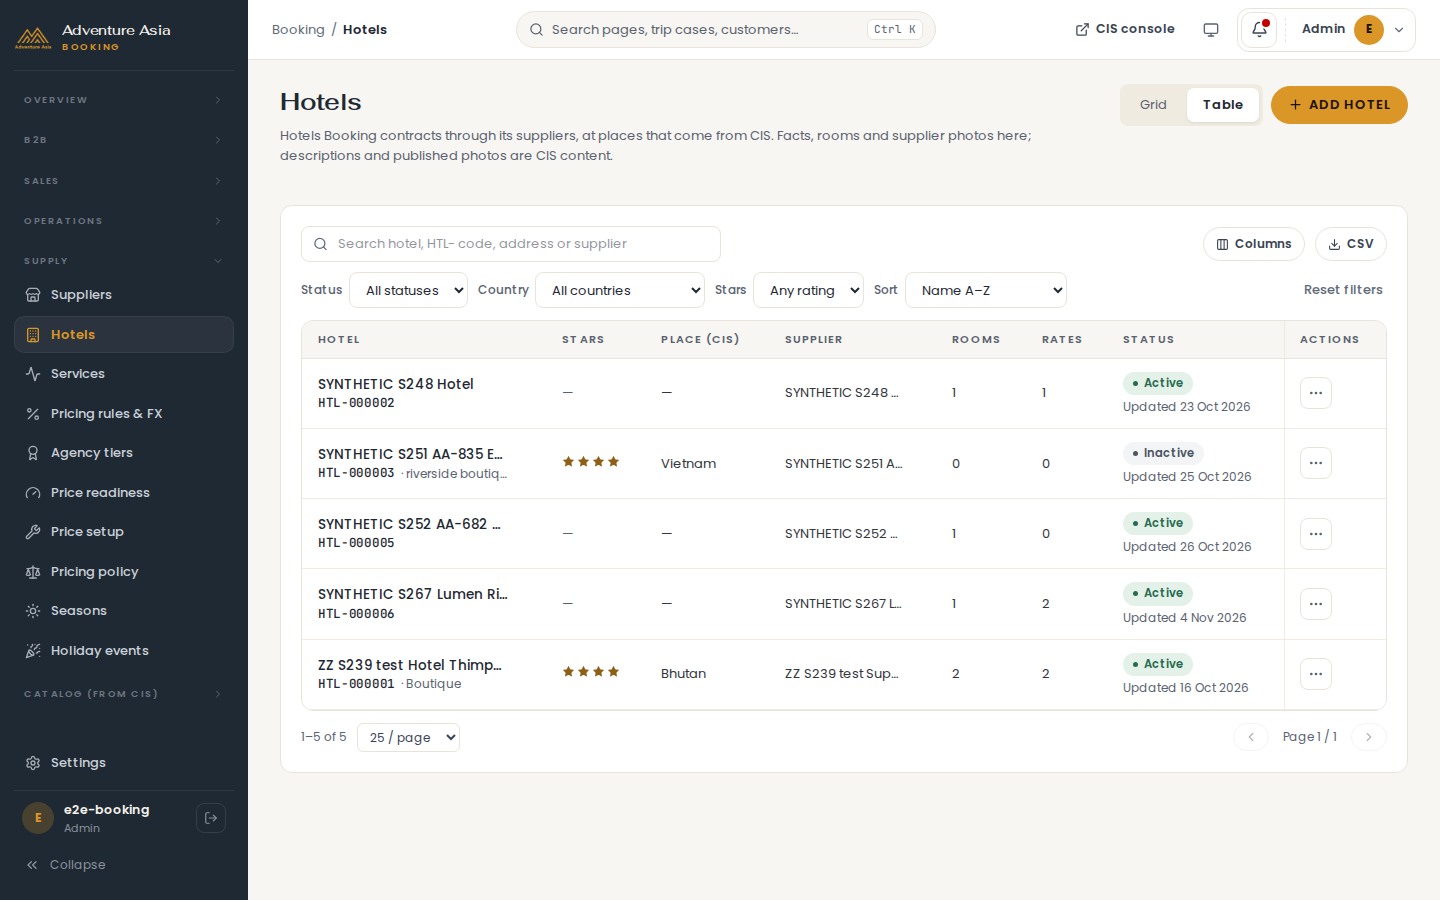 Adventure Asia
BOOKING
Adventure Asia
OVERVIEW
B2B
SALES
OPERATIONS
SUPPLY
Suppliers
Hotels
Services
Pricing rules & FX
Agency tiers
Price readiness
Price setup
Pricing policy
Seasons
Holiday events
CATALOG (FROM CIS)
Settings
E
e2e-booking
Admin
Collapse
Booking / Hotels
Search pages, trip cases, customers...
Ctrl K
CIS console
Admin
E
Hotels
Grid
Table
+ ADD HOTEL
Hotels Booking contracts through its suppliers, at places that come from CIS. Facts, rooms and supplier photos here;
descriptions and published photos are CIS content.
Search hotel, HTL- code, address or supplier
Columns
CSV
Status All statuses Country All countries Stars Any rating Sort Name A–Z Reset filters
HOTEL STARS PLACE (CIS) SUPPLIER ROOMS RATES STATUS ACTIONS
SYNTHETIC S248 Hotel
HTL-000002
— — SYNTHETIC S248 ... 1 1
Active
Updated 23 Oct 2026
SYNTHETIC S251 AA-835 E...
HTL-000003 · riverside boutiq...
Vietnam SYNTHETIC S251 A... 0 0
Inactive
Updated 25 Oct 2026
SYNTHETIC S252 AA-682 ...
HTL-000005
— — SYNTHETIC S252 ... 1 0
Active
Updated 26 Oct 2026
SYNTHETIC S267 Lumen Ri...
HTL-000006
— — SYNTHETIC S267 L... 1 2
Active
Updated 4 Nov 2026
ZZ S239 test Hotel Thimp...
HTL-000001 · Boutique
Bhutan ZZ S239 test Sup... 2 2
Active
Updated 16 Oct 2026
1–5 of 5
25 / page
Page 1 / 1